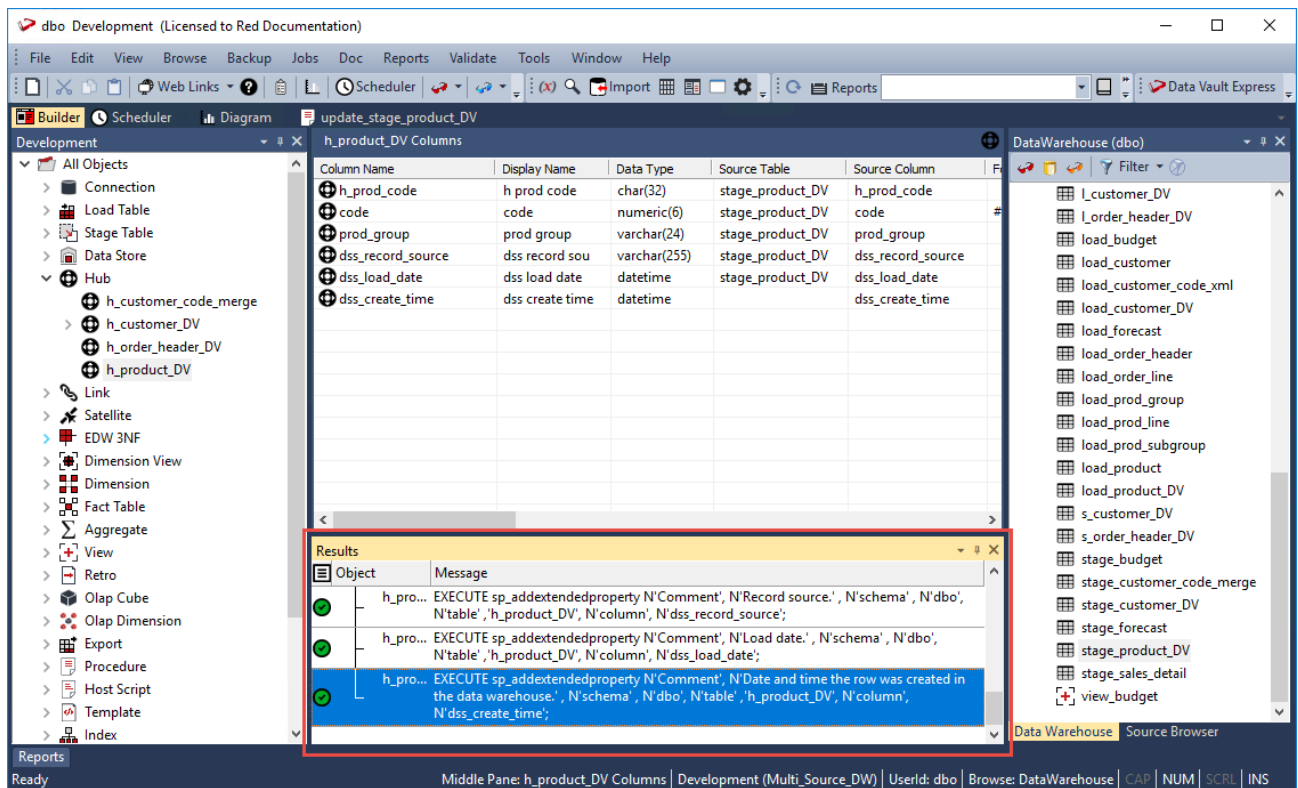 dbo Development (Licensed to Red Documentation)
File Edit View Browse Backup Jobs Doc Reports Validate Tools Window Help
Web Links Scheduler (x) Import Reports Data Vault Express
Builder Scheduler Diagram update_stage_product_DV
Development
All Objects
Connection
Load Table
Stage Table
Data Store
Hub
h_customer_code_merge
h_customer_DV
h_order_header_DV
h_product_DV
Link
Satellite
EDW 3NF
Dimension View
Dimension
Fact Table
Aggregate
View
Retro
Olap Cube
Olap Dimension
Export
Procedure
Host Script
Template
Index
h_product_DV Columns
Column Name Display Name Data Type Source Table Source Column
h_prod_code h prod code char(32) stage_product_DV h_prod_code
code code numeric(6) stage_product_DV code #
prod_group prod group varchar(24) stage_product_DV prod_group
dss_record_source dss record sou varchar(255) stage_product_DV dss_record_source
dss_load_date dss load date datetime stage_product_DV dss_load_date
dss_create_time dss create time datetime dss_create_time
Results
Object Message
h_pro... EXECUTE sp_addextendedproperty N'Comment', N'Record source.' , N'schema' , N'dbo',
N'table' ,'h_product_DV', N'column', N'dss_record_source';
h_pro... EXECUTE sp_addextendedproperty N'Comment', N'Load date.' , N'schema' , N'dbo',
N'table' ,'h_product_DV', N'column', N'dss_load_date';
h_pro... EXECUTE sp_addextendedproperty N'Comment', N'Date and time the row was created in
the data warehouse.' , N'schema' , N'dbo', N'table' ,'h_product_DV', N'column',
N'dss_create_time';
DataWarehouse (dbo)
Filter
l_customer_DV
l_order_header_DV
load_budget
load_customer
load_customer_code_xml
load_customer_DV
load_forecast
load_order_header
load_order_line
load_prod_group
load_prod_line
load_prod_subgroup
load_product
load_product_DV
s_customer_DV
s_order_header_DV
stage_budget
stage_customer_code_merge
stage_customer_DV
stage_forecast
stage_product_DV
stage_sales_detail
view_budget
Data Warehouse Source Browser
Reports
Ready Middle Pane: h_product_DV Columns Development (Multi_Source_DW) UserId: dbo Browse: DataWarehouse CAP NUM SCRL INS